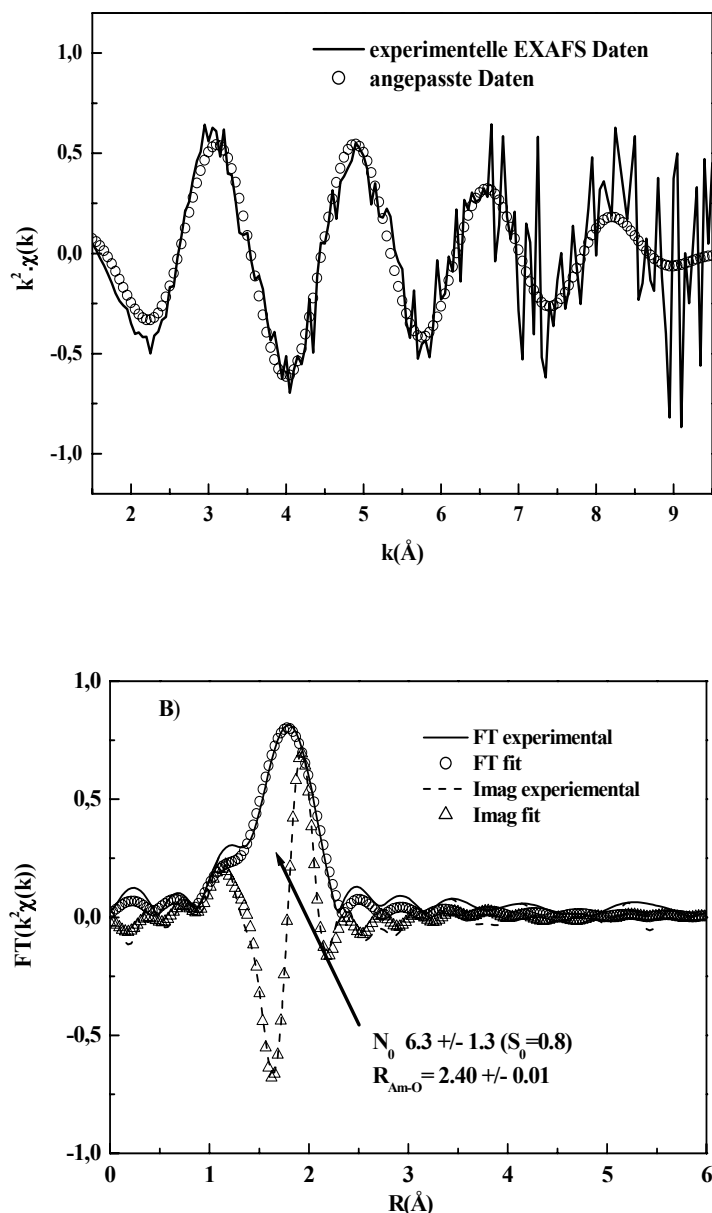 1,0
0,5
0,0
-0,5
-1,0
k².χ(k)
experimentelle EXAFS Daten
angepasste Daten
2 3 4 5 6 7 8 9
k(Å)
1,0
0,5
0,0
-0,5
-1,0
FT(k²χ(k))
B)
FT experimental
FT fit
Imag experiemental
Imag fit
N₀ 6.3 +/- 1.3 (S₀=0.8)
R_Am-O = 2.40 +/- 0.01
0 1 2 3 4 5 6
R(Å)